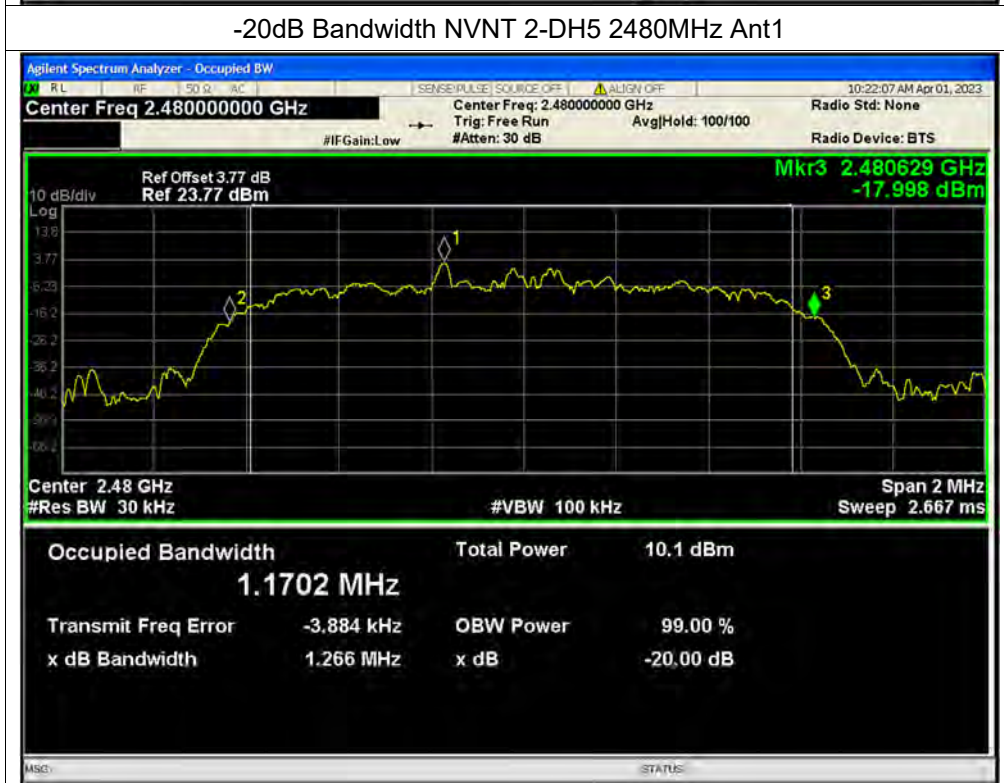 -20dB Bandwidth NVNT 2-DH5 2480MHz Ant1
Agilent Spectrum Analyzer - Occupied BW
RL RF 50 Ω AC SENSE:PULSE SOURCE OFF ALIGN OFF 10:22:07 AM Apr 01, 2023
Center Freq 2.480000000 GHz Center Freq: 2.480000000 GHz Radio Std: None
Trig: Free Run Avg|Hold: 100/100
#IFGain:Low #Atten: 30 dB Radio Device: BTS
Mkr3 2.480629 GHz
Ref Offset 3.77 dB
10 dB/div Ref 23.77 dBm -17.998 dBm
Log
13.8
1
3.77
-6.23
2
3
-16.2
-26.2
-36.2
-46.2
Center 2.48 GHz Span 2 MHz
#Res BW 30 kHz #VBW 100 kHz Sweep 2.667 ms
Occupied Bandwidth Total Power 10.1 dBm
1.1702 MHz
Transmit Freq Error -3.884 kHz OBW Power 99.00 %
x dB Bandwidth 1.266 MHz x dB -20.00 dB
MSG STATUS